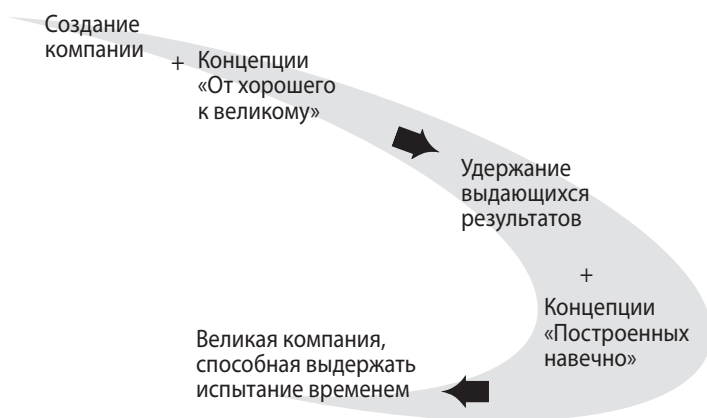 Создание
компании
+ Концепции
«От хорошего
к великому»
Удержание
выдающихся
результатов
+
Концепции
«Построенных
навечно»
Великая компания,
способная выдержать
испытание временем